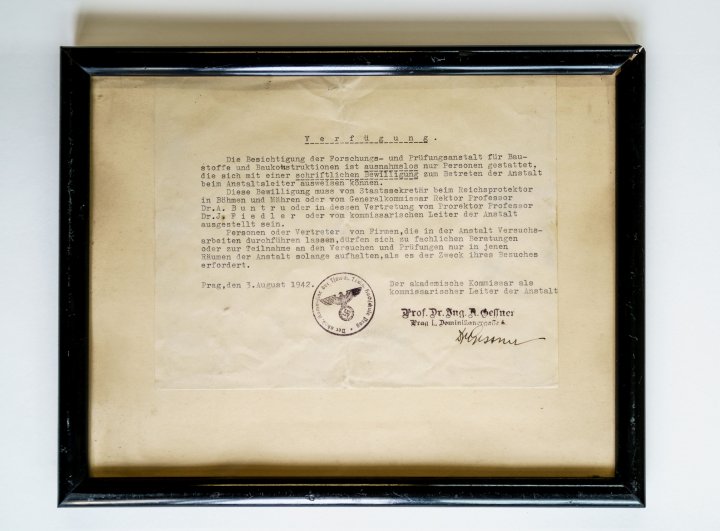 V e r f ü g u n g .
Die Besichtigung der Forschungs- und Prüfungsanstalt für Bau-
stoffe und Baukonstruktionen ist ausnahmslos nur Personen gestattet,
die sich mit einer schriftlichen Bewilligung zum Betreten der Anstalt
beim Anstaltsleiter ausweisen können.
Diese Bewilligung muss vom Staatssekretär beim Reichsprotektor
in Böhmen und Mähren oder vom Generalkommissar Rektor Professor
Dr.A. B u n t r u oder in dessen Vertretung von Prorektor Professor
Dr.J. F i e d l e r oder vom kommissarischen Leiter der Anstalt
ausgestellt sein.
Personen oder Vertreter von Firmen,die in der Anstalt Versuchs-
arbeiten durchführen lassen,dürfen sich zu fachlichen Beratungen
oder zur Teilnahme an den Versuchen und Prüfungen nur in jenen
Räumen der Anstalt solange aufhalten,als es der Zweck ihres Besuches
erfordert.
Prag,den 3.August 1942.
Der akademische Kommissar als
kommissarischer Leiter der Anstalt
Prof. Dr. Ing. A. Geßner
Prag I., Dominikanergasse
Gessner